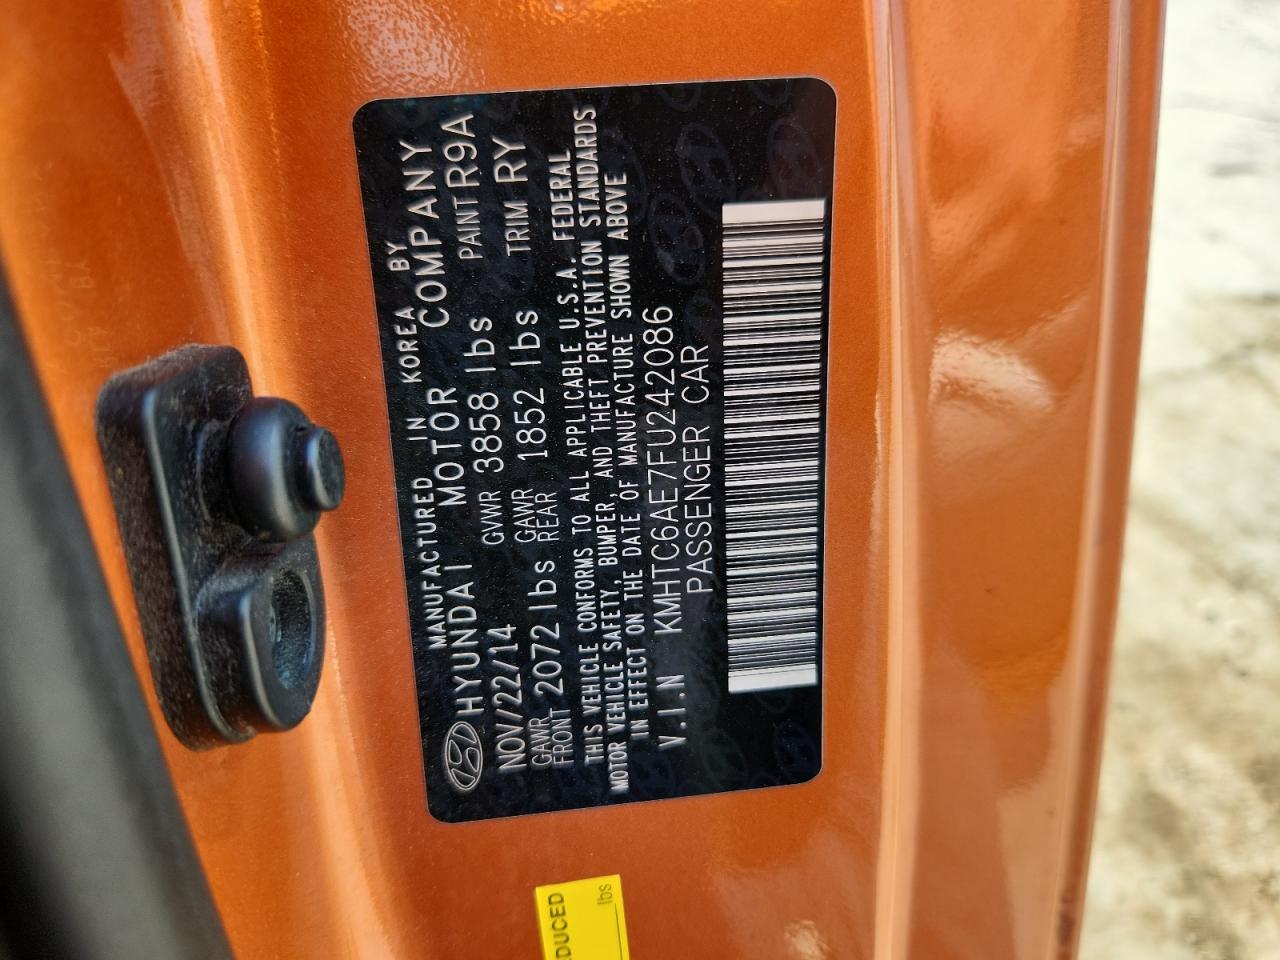 MANUFACTURED IN KOREA BY
HYUNDAI MOTOR COMPANY
NOV/22/14 GVWR 3858 lbs PAINT R9A
GAWR FRONT 2072 lbs GAWR REAR 1852 lbs TRIM RY
THIS VEHICLE CONFORMS TO ALL APPLICABLE U.S.A. FEDERAL
MOTOR VEHICLE SAFETY, BUMPER, AND THEFT PREVENTION STANDARDS
IN EFFECT ON THE DATE OF MANUFACTURE SHOWN ABOVE
V.I.N KMHTC6AE7FU242086
PASSENGER CAR
DUCED
lbs